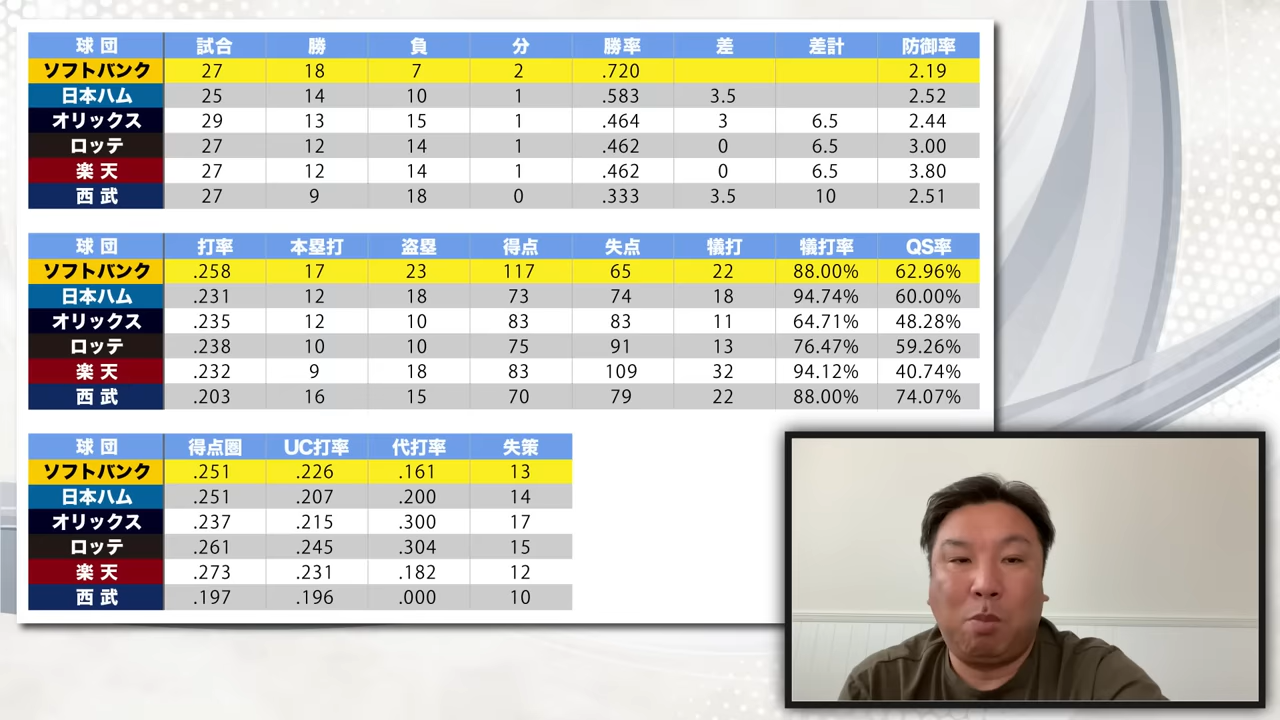 球団 試合 勝 負 分 勝率 差 差計 防御率
ソフトバンク 27 18 7 2 .720 2.19
日本ハム 25 14 10 1 .583 3.5 2.52
オリックス 29 13 15 1 .464 3 6.5 2.44
ロッテ 27 12 14 1 .462 0 6.5 3.00
楽天 27 12 14 1 .462 0 6.5 3.80
西武 27 9 18 0 .333 3.5 10 2.51
球団 打率 本塁打 盗塁 得点 失点 犠打 犠打率 QS率
ソフトバンク .258 17 23 117 65 22 88.00% 62.96%
日本ハム .231 12 18 73 74 18 94.74% 60.00%
オリックス .235 12 10 83 83 11 64.71% 48.28%
ロッテ .238 10 10 75 91 13 76.47% 59.26%
楽天 .232 9 18 83 109 32 94.12% 40.74%
西武 .203 16 15 70 79 22 88.00% 74.07%
球団 得点圏 UC打率 代打率 失策
ソフトバンク .251 .226 .161 13
日本ハム .251 .207 .200 14
オリックス .237 .215 .300 17
ロッテ .261 .245 .304 15
楽天 .273 .231 .182 12
西武 .197 .196 .000 10